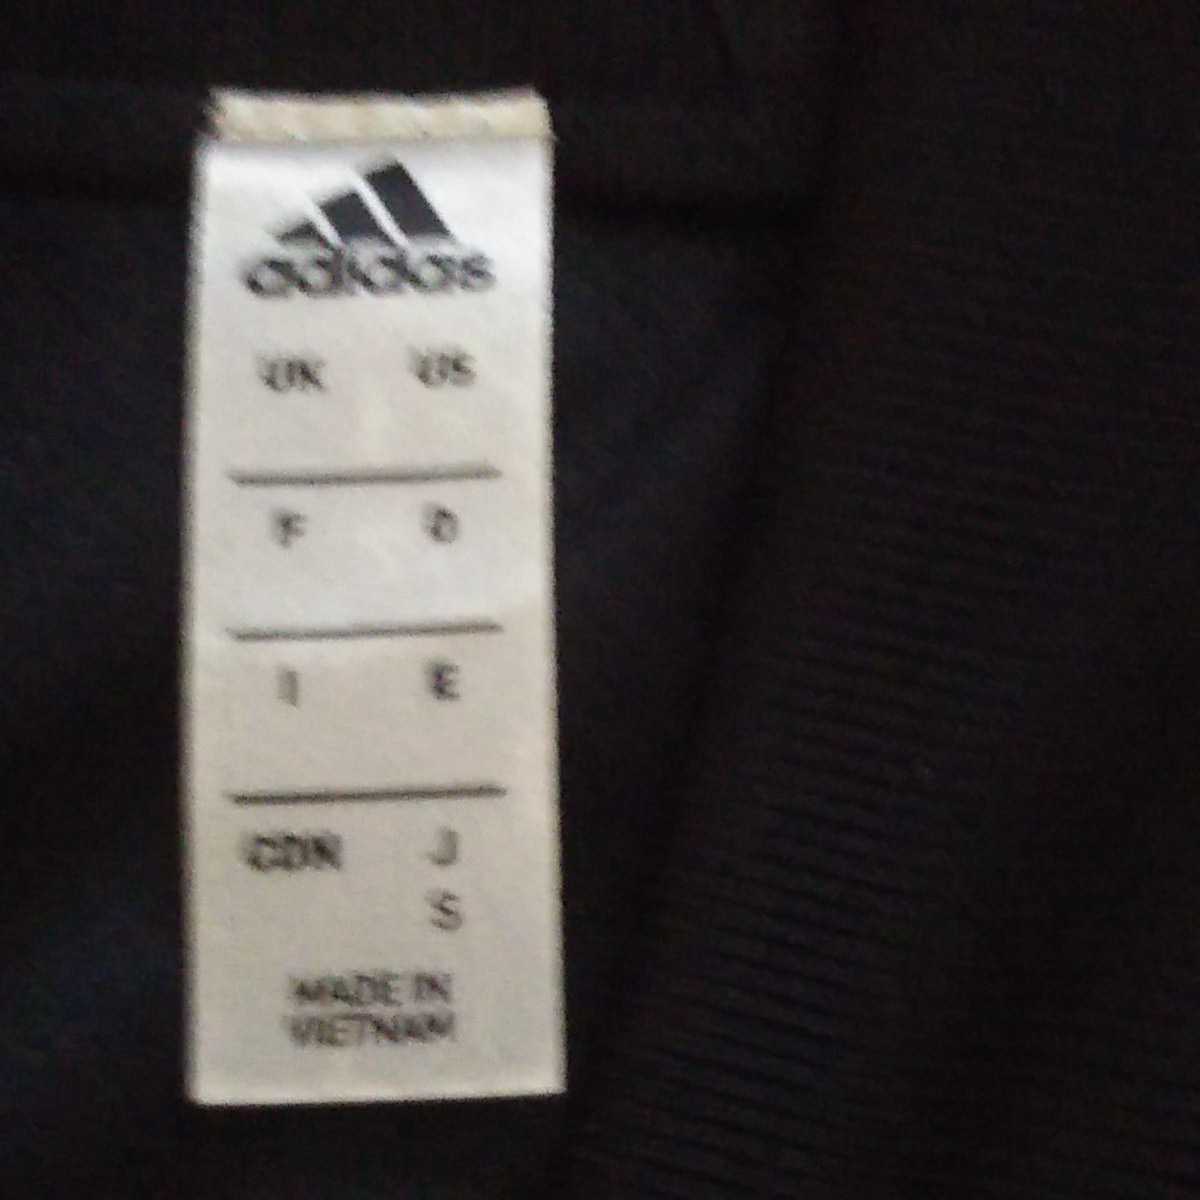 adidas
UK US
F D
I E
CDN J
S
MADE IN
VIETNAM